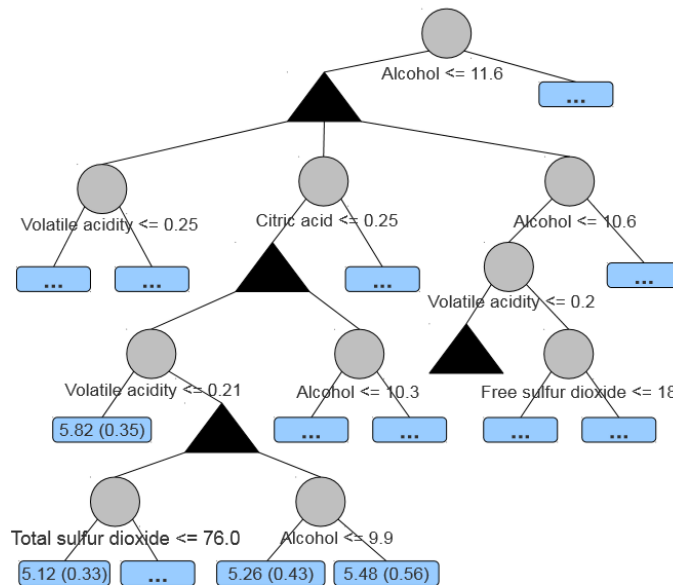 Alcohol <= 11.6
...
Volatile acidity <= 0.25
Citric acid <= 0.25
Alcohol <= 10.6
... ... ... ...
Volatile acidity <= 0.2
Volatile acidity <= 0.21
Alcohol <= 10.3
Free sulfur dioxide <= 18
5.82 (0.35) ... ... ... ...
Total sulfur dioxide <= 76.0
Alcohol <= 9.9
5.12 (0.33) ... 5.26 (0.43) 5.48 (0.56)